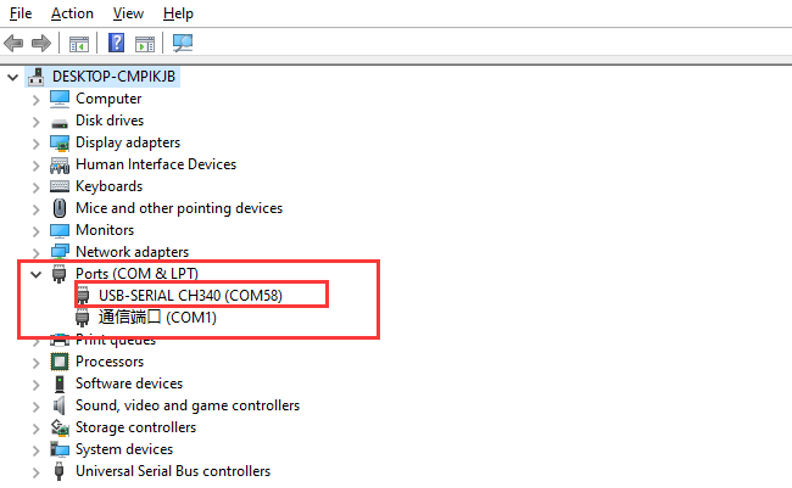 File Action View Help
DESKTOP-CMPIKJB
Computer
Disk drives
Display adapters
Human Interface Devices
Keyboards
Mice and other pointing devices
Monitors
Network adapters
Ports (COM & LPT)
USB-SERIAL CH340 (COM58)
通信端口 (COM1)
Print queues
Processors
Software devices
Sound, video and game controllers
Storage controllers
System devices
Universal Serial Bus controllers